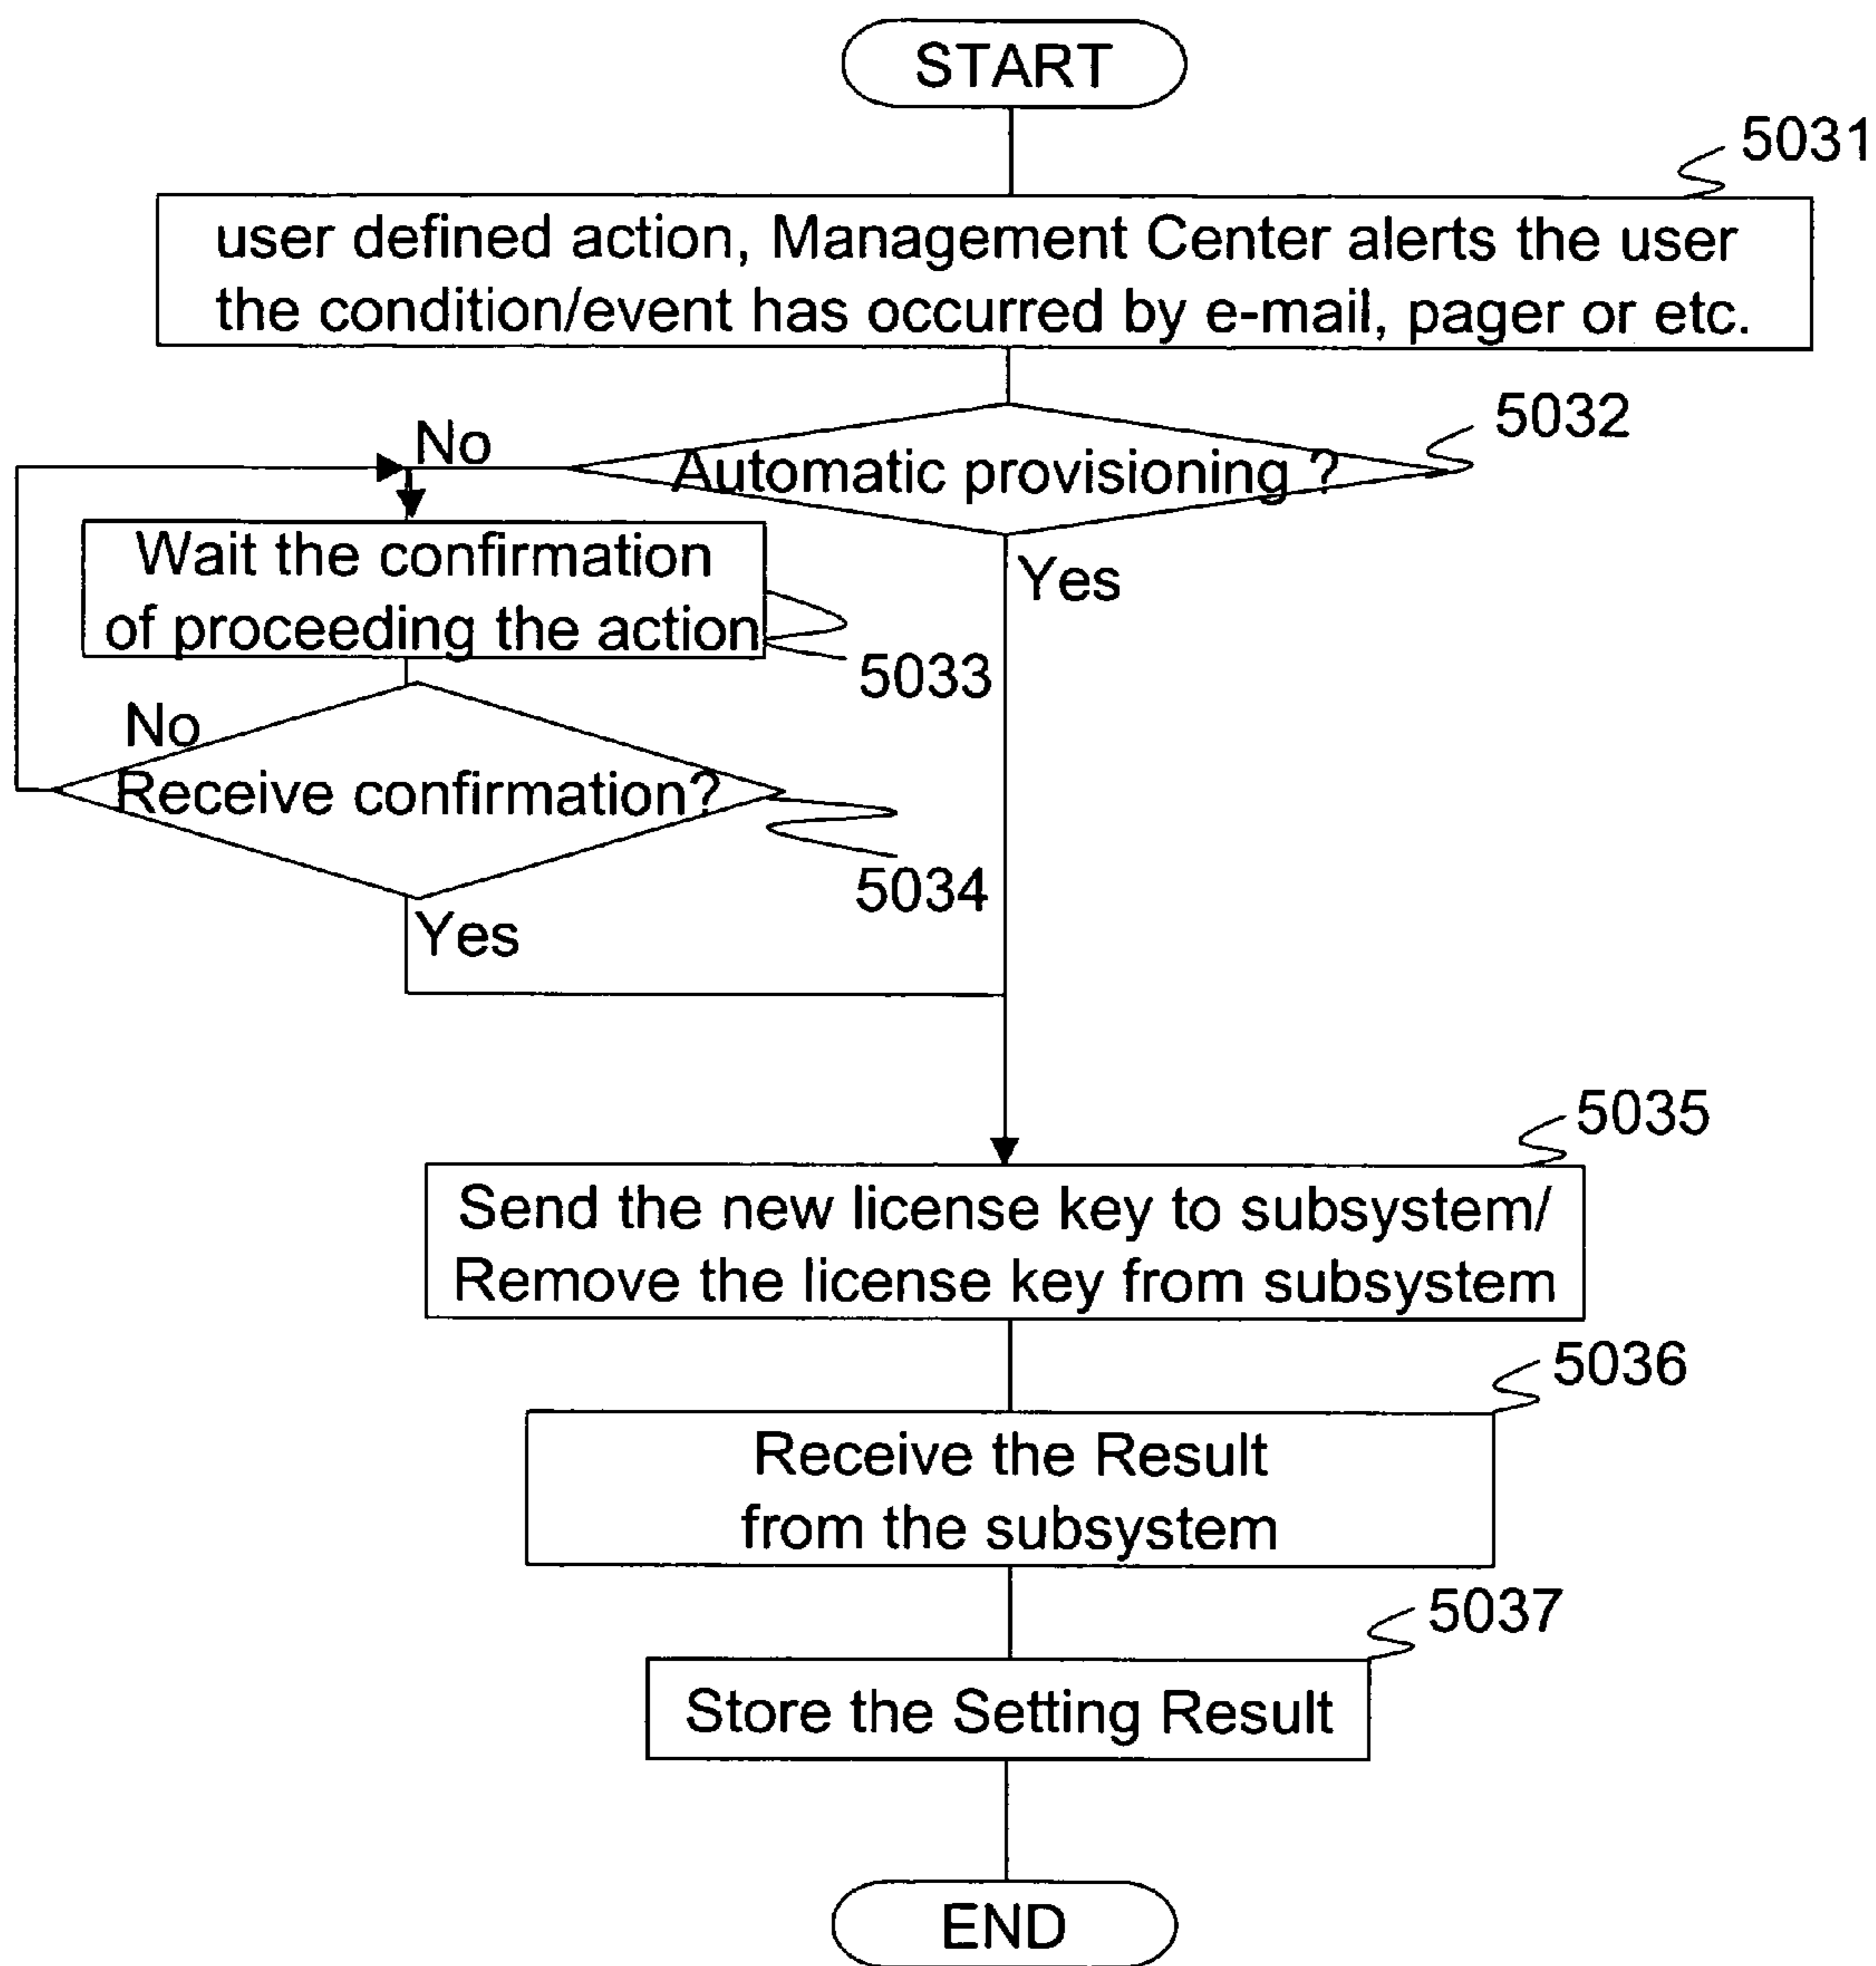 START
5031
user defined action, Management Center alerts the user
the condition/event has occurred by e-mail, pager or etc.
5032
No
Automatic provisioning ?
Yes
Wait the confirmation
of proceeding the action
5033
No
Receive confirmation?
5034
Yes
5035
Send the new license key to subsystem/
Remove the license key from subsystem
5036
Receive the Result
from the subsystem
5037
Store the Setting Result
END